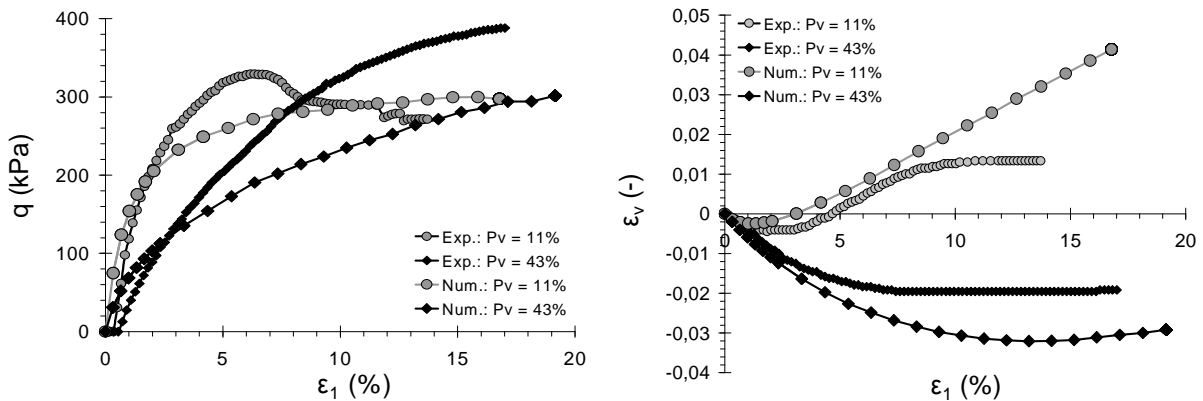 400
300
200
100
0
q (kPa)
0 5 10 15 20
ε1 (%)
Exp.: Pv = 11%
Exp.: Pv = 43%
Num.: Pv = 11%
Num.: Pv = 43%
0,05
0,04
0,03
0,02
0,01
0
-0,01
-0,02
-0,03
-0,04
εv (-)
0 5 10 15 20
ε1 (%)
Exp.: Pv = 11%
Exp.: Pv = 43%
Num.: Pv = 11%
Num.: Pv = 43%